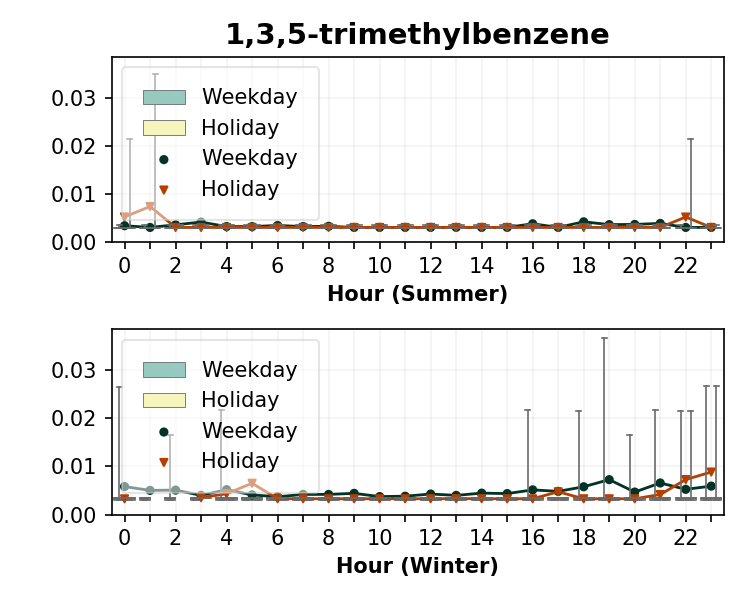 1,3,5-trimethylbenzene
0.03
0.02
0.01
0.00
Weekday
Holiday
Weekday
Holiday
0 2 4 6 8 10 12 14 16 18 20 22
Hour (Summer)
0.03
0.02
0.01
0.00
Weekday
Holiday
Weekday
Holiday
0 2 4 6 8 10 12 14 16 18 20 22
Hour (Winter)